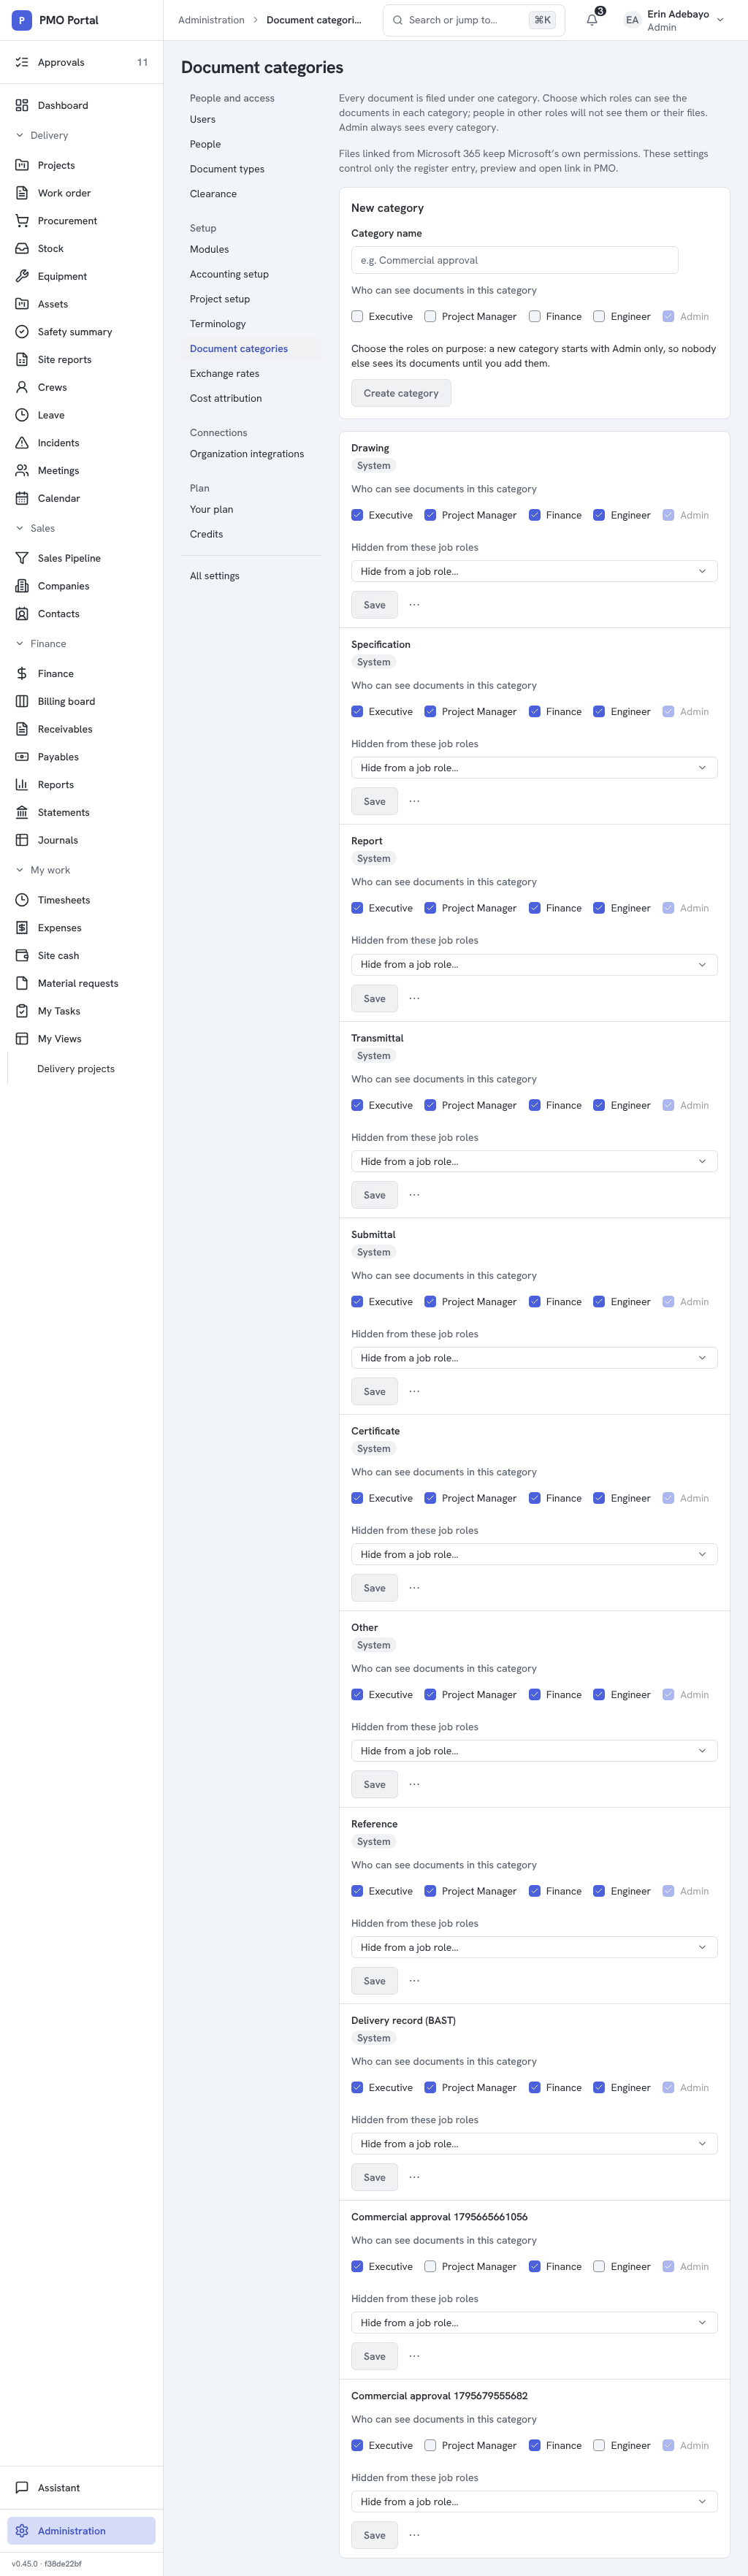 P PMO Portal
Administration > Document categori...
Search or jump to... ⌘K
3
EA
Erin Adebayo
Admin
Approvals 11
Dashboard
Delivery
Projects
Work order
Procurement
Stock
Equipment
Assets
Safety summary
Site reports
Crews
Leave
Incidents
Meetings
Calendar
Sales
Sales Pipeline
Companies
Contacts
Finance
Finance
Billing board
Receivables
Payables
Reports
Statements
Journals
My work
Timesheets
Expenses
Site cash
Material requests
My Tasks
My Views
Delivery projects
Assistant
Administration
v0.45.0 · f38de22bf
Document categories
People and access
Users
People
Document types
Clearance
Setup
Modules
Accounting setup
Project setup
Terminology
Document categories
Exchange rates
Cost attribution
Connections
Organization integrations
Plan
Your plan
Credits
All settings
Every document is filed under one category. Choose which roles can see the
documents in each category; people in other roles will not see them or their files.
Admin always sees every category.
Files linked from Microsoft 365 keep Microsoft's own permissions. These settings
control only the register entry, preview and open link in PMO.
New category
Category name
e.g. Commercial approval
Who can see documents in this category
Executive Project Manager Finance Engineer Admin
Choose the roles on purpose: a new category starts with Admin only, so nobody
else sees its documents until you add them.
Create category
Drawing
System
Who can see documents in this category
Executive Project Manager Finance Engineer Admin
Hidden from these job roles
Hide from a job role...
Save ...
Specification
System
Who can see documents in this category
Executive Project Manager Finance Engineer Admin
Hidden from these job roles
Hide from a job role...
Save ...
Report
System
Who can see documents in this category
Executive Project Manager Finance Engineer Admin
Hidden from these job roles
Hide from a job role...
Save ...
Transmittal
System
Who can see documents in this category
Executive Project Manager Finance Engineer Admin
Hidden from these job roles
Hide from a job role...
Save ...
Submittal
System
Who can see documents in this category
Executive Project Manager Finance Engineer Admin
Hidden from these job roles
Hide from a job role...
Save ...
Certificate
System
Who can see documents in this category
Executive Project Manager Finance Engineer Admin
Hidden from these job roles
Hide from a job role...
Save ...
Other
System
Who can see documents in this category
Executive Project Manager Finance Engineer Admin
Hidden from these job roles
Hide from a job role...
Save ...
Reference
System
Who can see documents in this category
Executive Project Manager Finance Engineer Admin
Hidden from these job roles
Hide from a job role...
Save ...
Delivery record (BAST)
System
Who can see documents in this category
Executive Project Manager Finance Engineer Admin
Hidden from these job roles
Hide from a job role...
Save ...
Commercial approval 1795665661056
Who can see documents in this category
Executive Project Manager Finance Engineer Admin
Hidden from these job roles
Hide from a job role...
Save ...
Commercial approval 1795679555682
Who can see documents in this category
Executive Project Manager Finance Engineer Admin
Hidden from these job roles
Hide from a job role...
Save ...